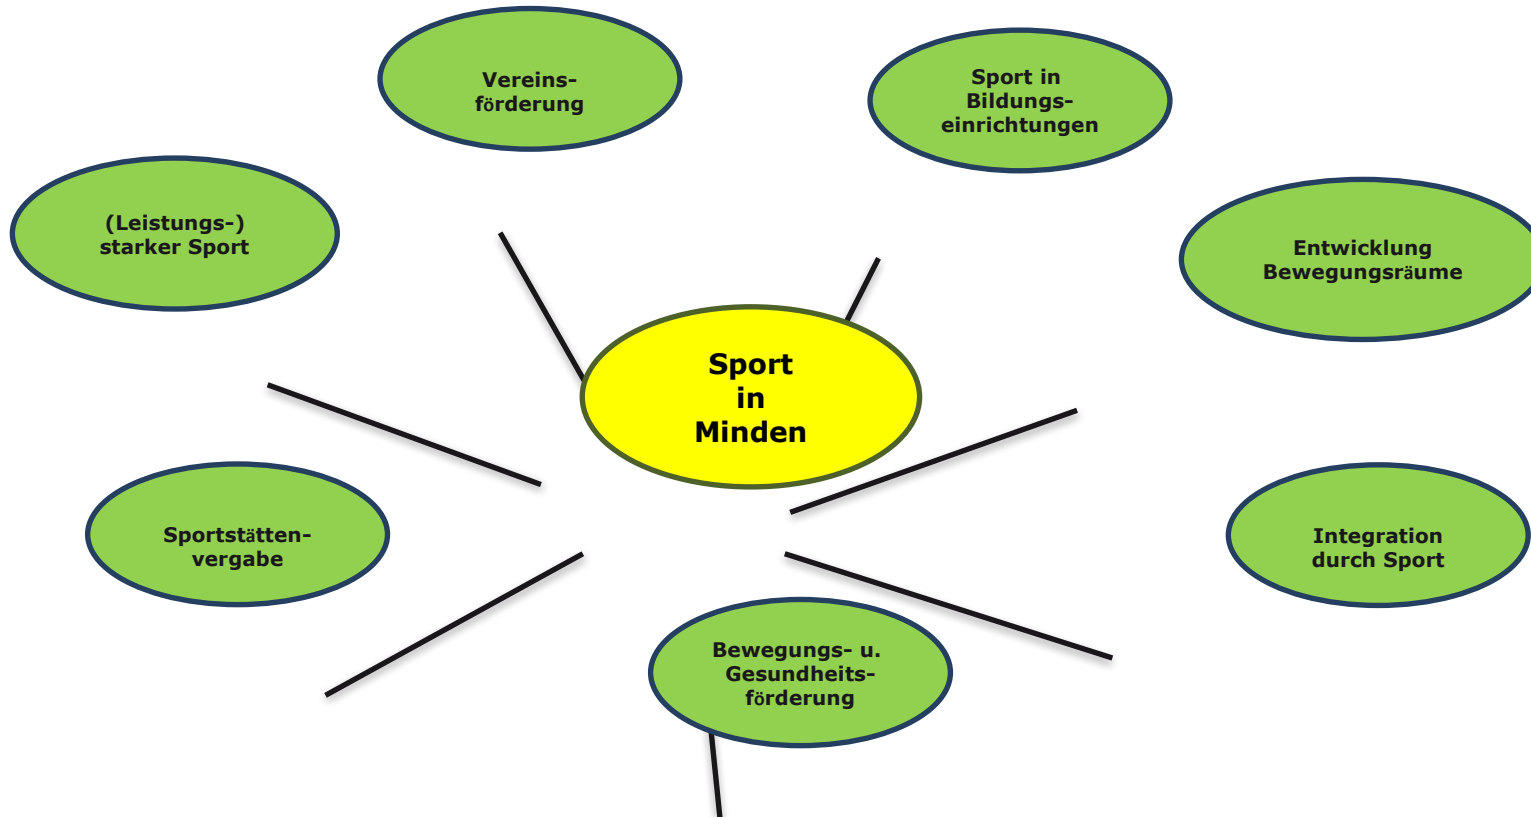 Vereins-
förderung
Sport in
Bildungs-
einrichtungen
(Leistungs-)
starker Sport
Entwicklung
Bewegungsräume
Sport
in
Minden
Sportstätten-
vergabe
Integration
durch Sport
Bewegungs- u.
Gesundheits-
förderung